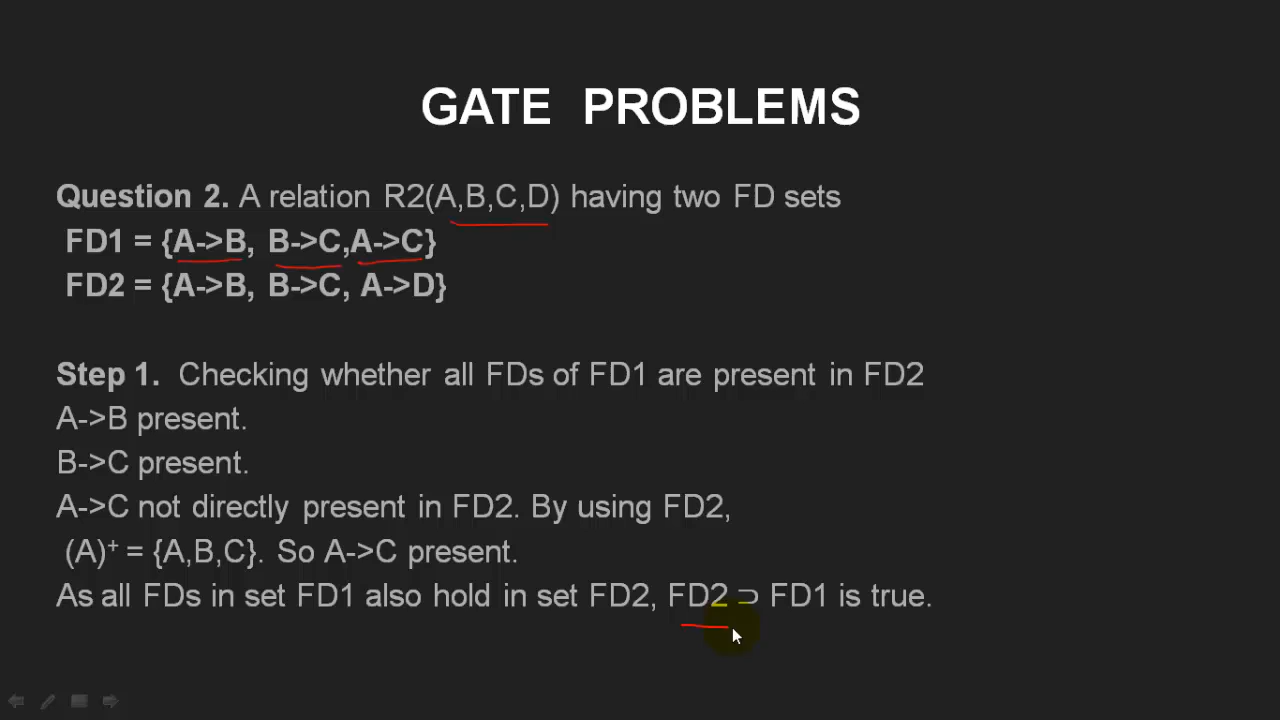 GATE PROBLEMS
Question 2. A relation R2(A,B,C,D) having two FD sets
FD1 = {A->B, B->C,A->C}
FD2 = {A->B, B->C, A->D}
Step 1. Checking whether all FDs of FD1 are present in FD2
A->B present.
B->C present.
A->C not directly present in FD2. By using FD2,
(A)⁺ = {A,B,C}. So A->C present.
As all FDs in set FD1 also hold in set FD2, FD2 ⊃ FD1 is true.